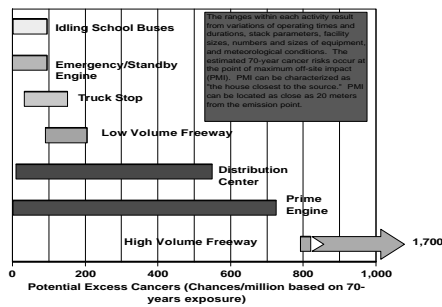 Idling School Buses
Emergency/Standby
Engine
Truck Stop
Low Volume Freeway
Distribution
Center
Prime
Engine
High Volume Freeway
1,700
The ranges within each activity result
from variations of operating times and
durations, stack parameters, facility
sizes, numbers and sizes of equipment,
and meteorological conditions. The
estimated 70-year cancer risks occur at
the point of maximum off-site impact
(PMI). PMI can be characterized as
"the house closest to the source." PMI
can be located as close as 20 meters
from the emission point.
0 200 400 600 800 1,000
Potential Excess Cancers (Chances/million based on 70-
years exposure)